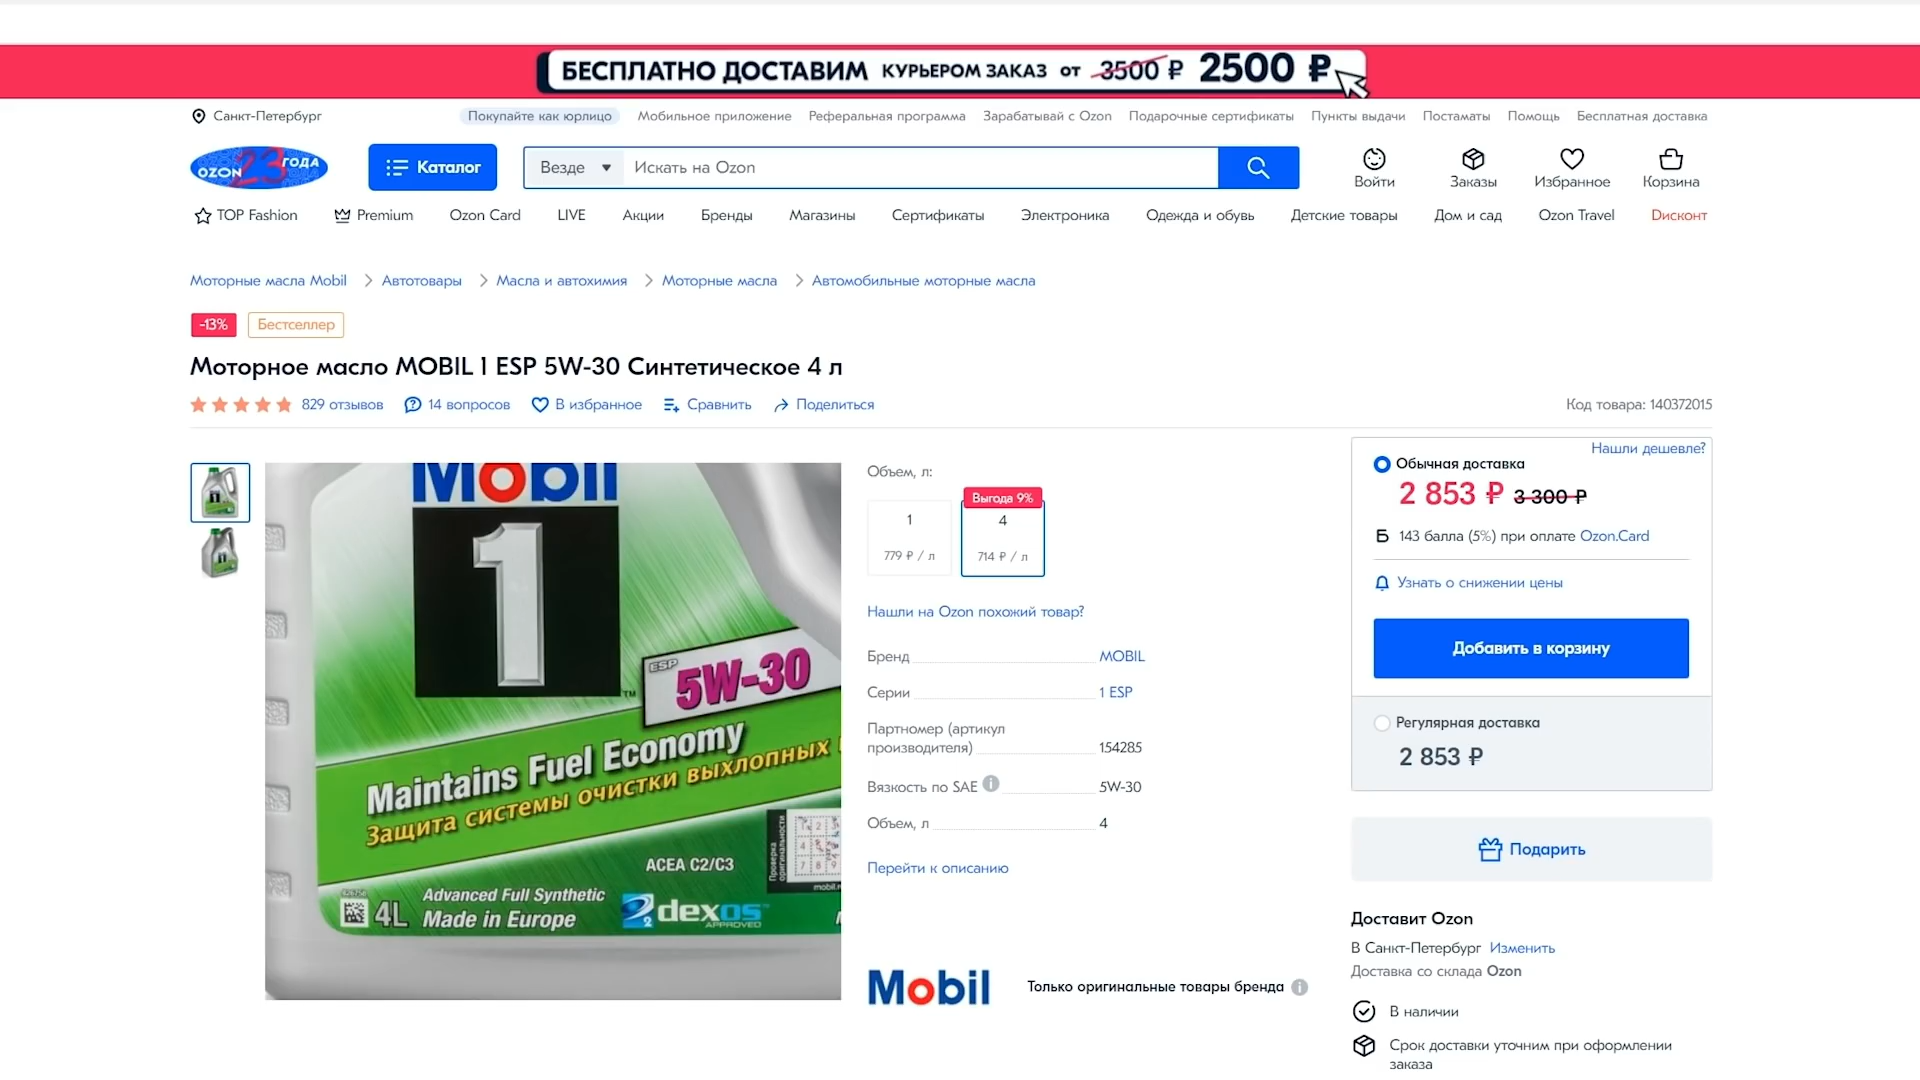 БЕСПЛАТНО ДОСТАВИМ КУРЬЕРОМ ЗАКАЗ от 3500 ₽ 2500 ₽
Санкт-Петербург
Покупайте как юрлицо Мобильное приложение Реферальная программа Зарабатывай с Ozon Подарочные сертификаты Пункты выдачи Постаматы Помощь Бесплатная доставка
OZON 23 ГОДА
Каталог
Везде Искать на Ozon
Войти Заказы Избранное Корзина
TOP Fashion Premium Ozon Card LIVE Акции Бренды Магазины Сертификаты Электроника Одежда и обувь Детские товары Дом и сад Ozon Travel Dисконт
Моторные масла Mobil Автотовары Масла и автохимия Моторные масла Автомобильные моторные масла
-13% Бестселлер
Моторное масло MOBIL 1 ESP 5W-30 Синтетическое 4 л
829 отзывов 14 вопросов В избранное Сравнить Поделиться
Код товара: 140372015
Mobil
1
™
ESP
5W-30
Maintains Fuel Economy
Защита системы очистки выхлопных
Проверка оригинальности
ACEA C2/C3
4L
Advanced Full Synthetic
Made in Europe
dexos 2
APPROVED
Объем, л:
Выгода 9%
1 4
779 ₽ / л 714 ₽ / л
Нашли на Ozon похожий товар?
Бренд MOBIL
Серии 1 ESP
Партномер (артикул
производителя) 154285
Вязкость по SAE 5W-30
Объем, л 4
Перейти к описанию
Mobil Только оригинальные товары бренда
Нашли дешевле?
Обычная доставка
2 853 ₽ 3 300 ₽
Б 143 балла (5%) при оплате Ozon.Card
Узнать о снижении цены
Добавить в корзину
Регулярная доставка
2 853 ₽
Подарить
Доставит Ozon
В Санкт-Петербург Изменить
Доставка со склада Ozon
В наличии
Срок доставки уточним при оформлении
заказа